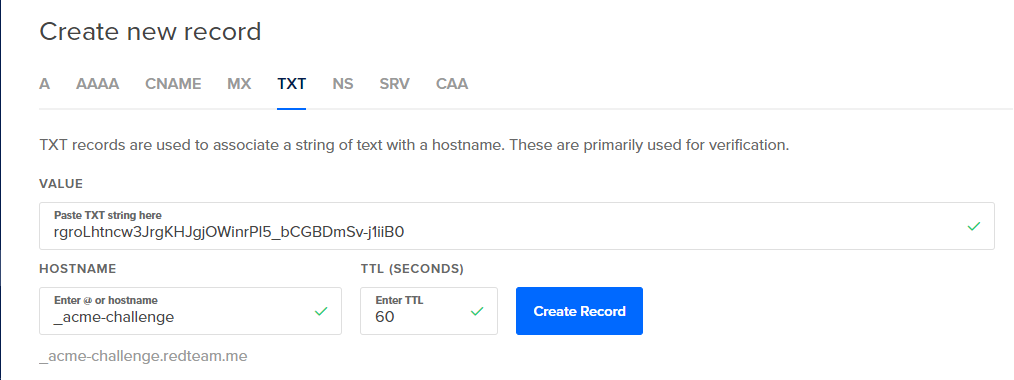 Create new record
A AAAA CNAME MX TXT NS SRV CAA
TXT records are used to associate a string of text with a hostname. These are primarily used for verification.
VALUE
Paste TXT string here
rgroLhtncw3JrgKHJgjOWinrPI5_bCGBDmSv-j1iiB0
HOSTNAME TTL (SECONDS)
Enter @ or hostname Enter TTL
_acme-challenge 60 Create Record
_acme-challenge.redteam.me